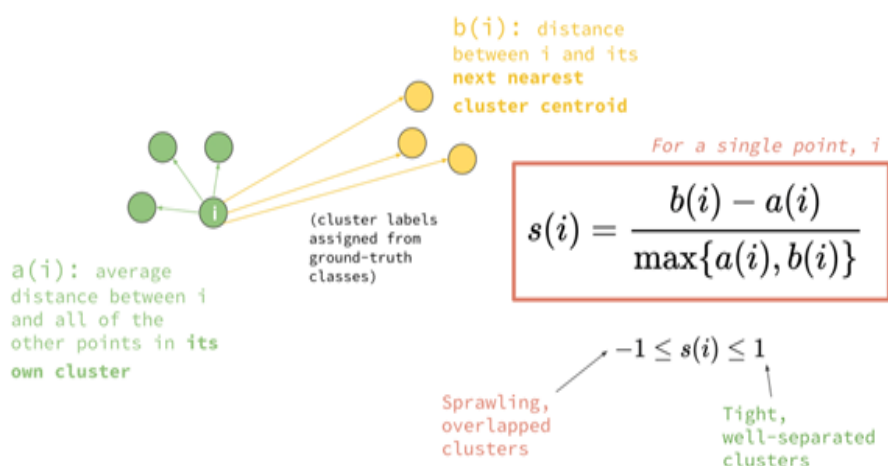 b(i): distance
between i and its
next nearest
cluster centroid
For a single point, i
i
s(i) = \frac{b(i) - a(i)}{\max\{a(i), b(i)\}}
(cluster labels
assigned from
ground-truth
classes)
a(i): average
distance between i
and all of the
other points in its
own cluster
−1 ≤ s(i) ≤ 1
Sprawling,
overlapped
clusters
Tight,
well-separated
clusters